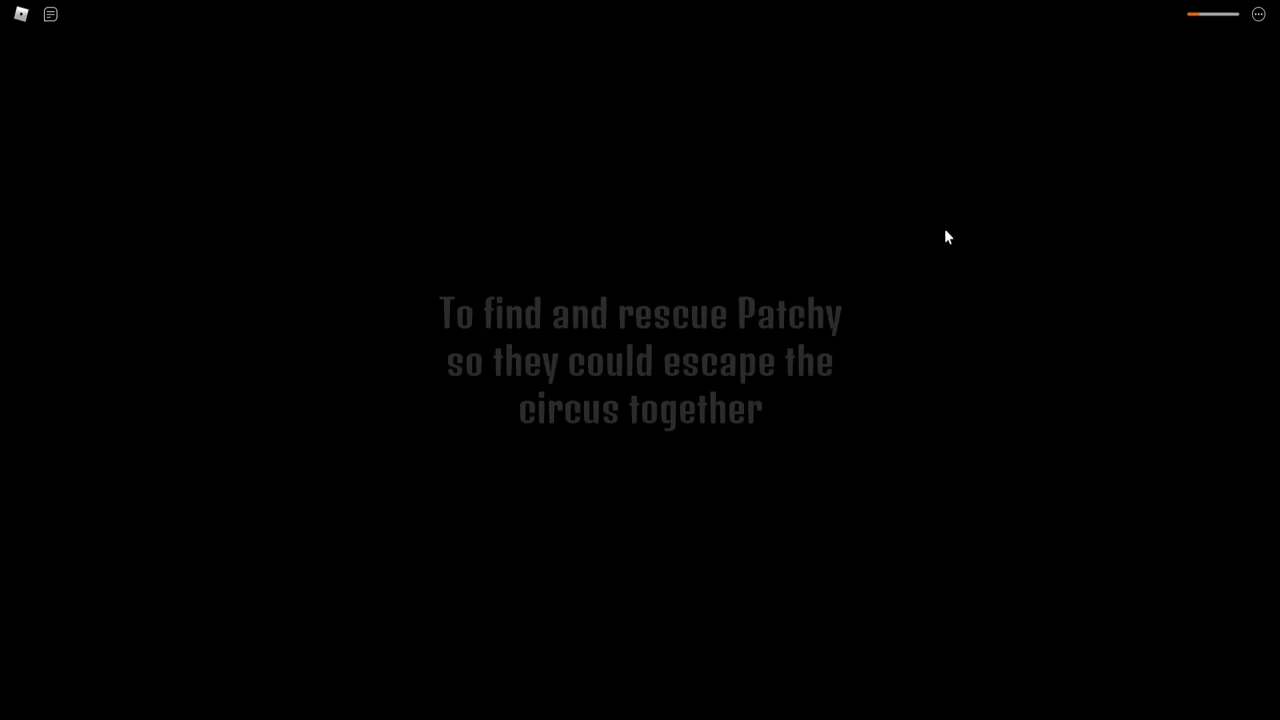 To find and rescue Patchy
so they could escape the
circus together